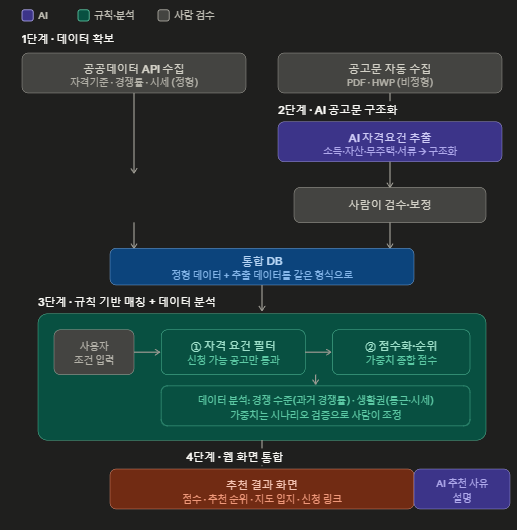 AI
규칙·분석
사람 검수
1단계 · 데이터 확보
공공데이터 API 수집
자격기준 · 경쟁률 · 시세 (정형)
공고문 자동 수집
PDF · HWP (비정형)
2단계 · AI 공고문 구조화
AI 자격요건 추출
소득·자산·무주택·서류 → 구조화
사람이 검수·보정
통합 DB
정형 데이터 + 추출 데이터를 같은 형식으로
3단계 · 규칙 기반 매칭 + 데이터 분석
사용자
조건 입력
① 자격 요건 필터
신청 가능 공고만 통과
② 점수화·순위
가중치 종합 점수
데이터 분석: 경쟁 수준(과거 경쟁률) · 생활권(통근·시세)
가중치는 시나리오 검증으로 사람이 조정
4단계 · 웹 화면 통합
추천 결과 화면
점수 · 추천 순위 · 지도 입지 · 신청 링크
AI 추천 사유
설명